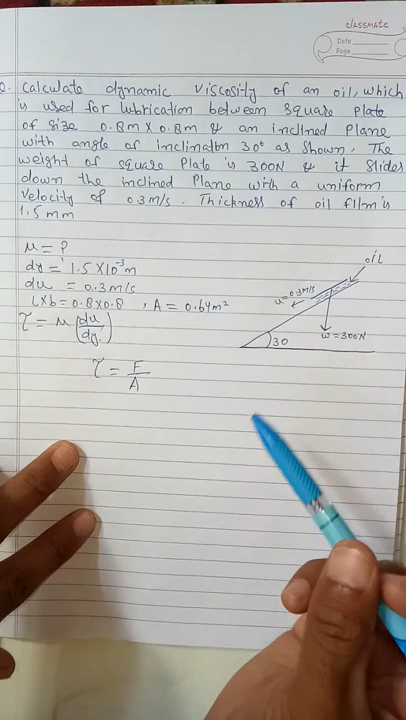 classmate
Date
Page
Q. Calculate dynamic viscosity of an oil, which
is used for lubrication between square plate
of size 0.8m X 0.8m & an inclined plane
with angle of inclination 30° as shown. The
weight of square plate is 300N & it slides
down the inclined plane with a uniform
velocity of 0.3 m/s. Thickness of oil film is
1.5 mm
μ = ?
dy = 1.5 X10⁻³ m
du = 0.3 m/s
l x b = 0.8 x 0.8 , A = 0.64 m²
τ = μ (du/dy)
τ = F/A
oil
u=0.3M/s
w = 300N
30